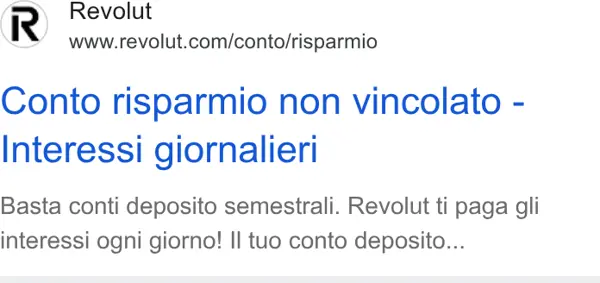 Revolut
www.revolut.com/conto/risparmio
Conto risparmio non vincolato -
Interessi giornalieri
Basta conti deposito semestrali. Revolut ti paga gli
interessi ogni giorno! Il tuo conto deposito...